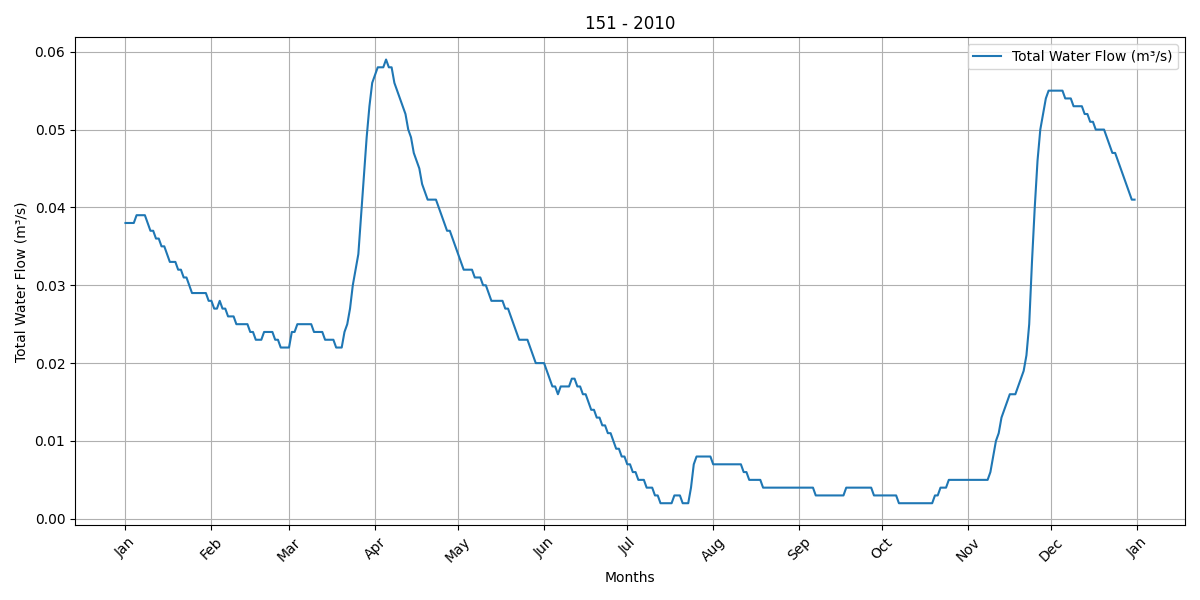 151 - 2010
Total Water Flow (m³/s)
Total Water Flow (m³/s)
0.06
0.05
0.04
0.03
0.02
0.01
0.00
Jan
Feb
Mar
Apr
May
Jun
Jul
Aug
Sep
Oct
Nov
Dec
Jan
Months